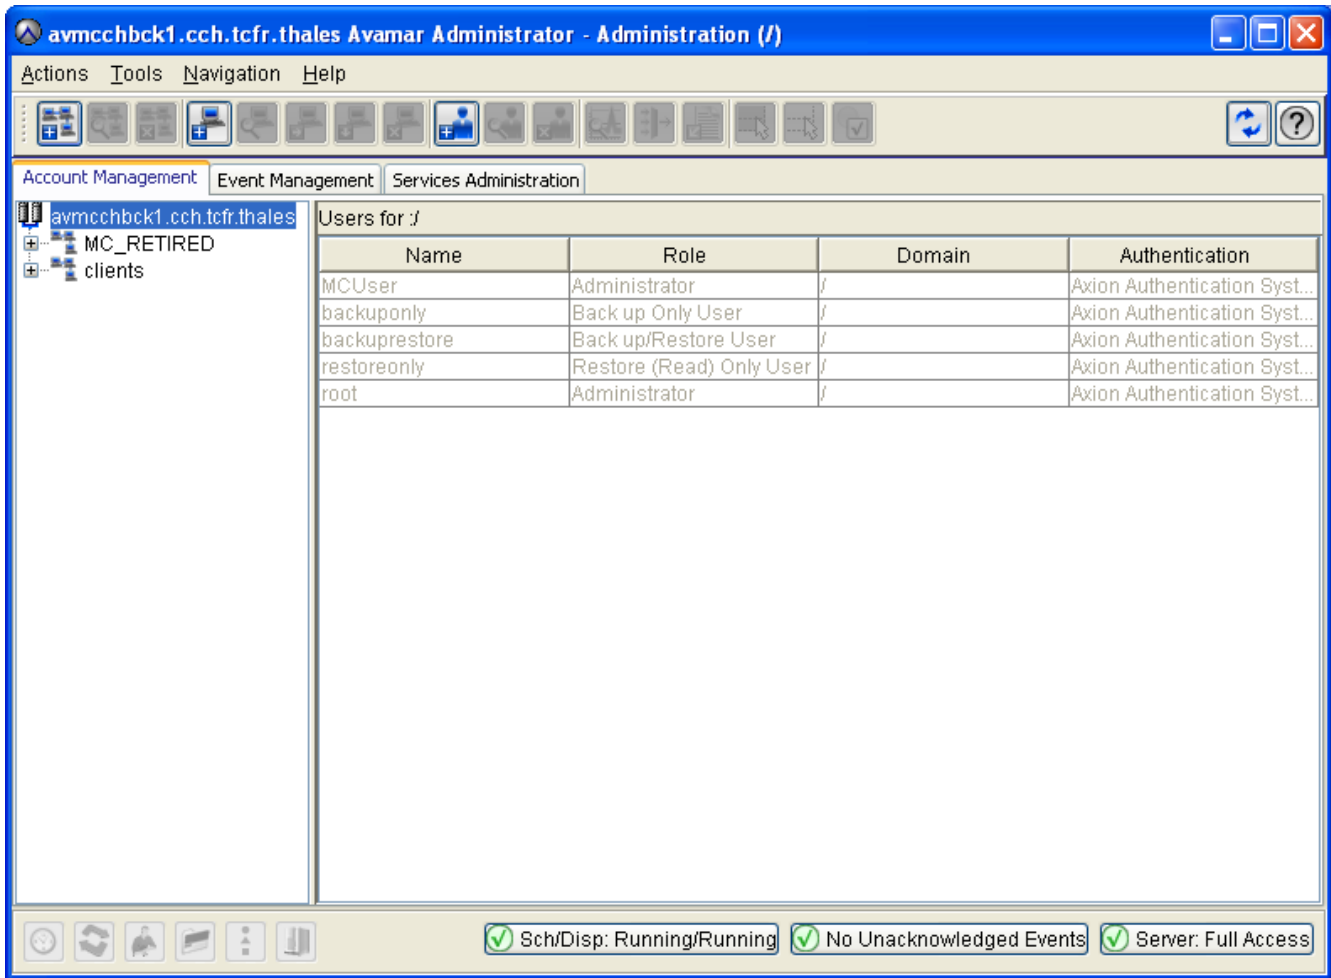 avmcchbck1.cch.tcfr.thales Avamar Administrator - Administration (/)
Actions Tools Navigation Help
Account Management Event Management Services Administration
avmcchbck1.cch.tcfr.thales
MC_RETIRED
clients
Users for :/
Name Role Domain Authentication
MCUser Administrator / Axion Authentication Syst...
backuponly Back up Only User / Axion Authentication Syst...
backuprestore Back up/Restore User / Axion Authentication Syst...
restoreonly Restore (Read) Only User / Axion Authentication Syst...
root Administrator / Axion Authentication Syst...
Sch/Disp: Running/Running No Unacknowledged Events Server: Full Access